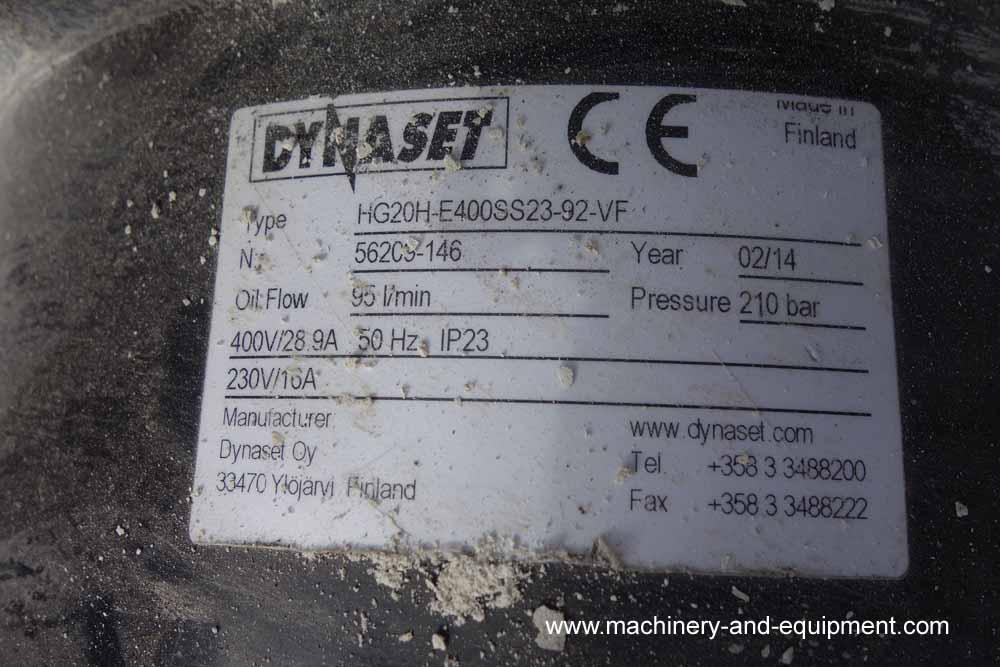 DYNASET CE Made in
Finland
Type HG20H-E400SS23-92-VF
N: 56209-146 Year 02/14
Oil Flow 95 l/min Pressure 210 bar
400V/28.9A 50 Hz IP23
230V/16A
Manufacturer
Dynaset Oy
33470 Ylöjärvi Finland
www.dynaset.com
Tel +358 3 3488200
Fax +358 3 3488222
www.machinery-and-equipment.com